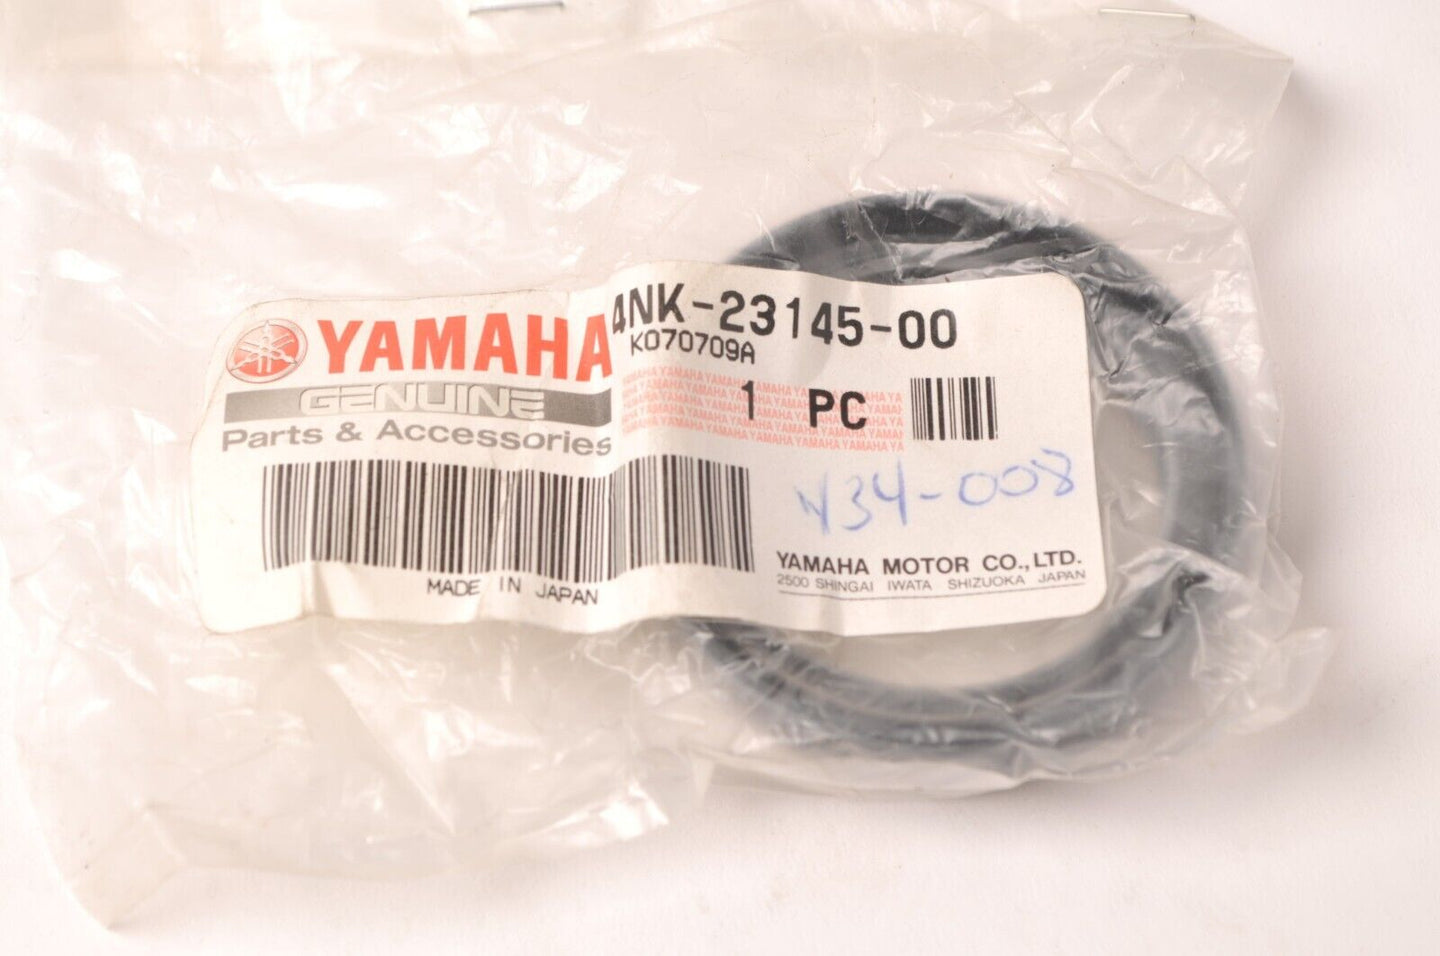 YAMAHA
GENUINE
Parts & Accessories
4NK-23145-00
K070709A
1 PC
434-008
MADE IN JAPAN
YAMAHA MOTOR CO., LTD.
2500 SHINGAI IWATA SHIZUOKA JAPAN